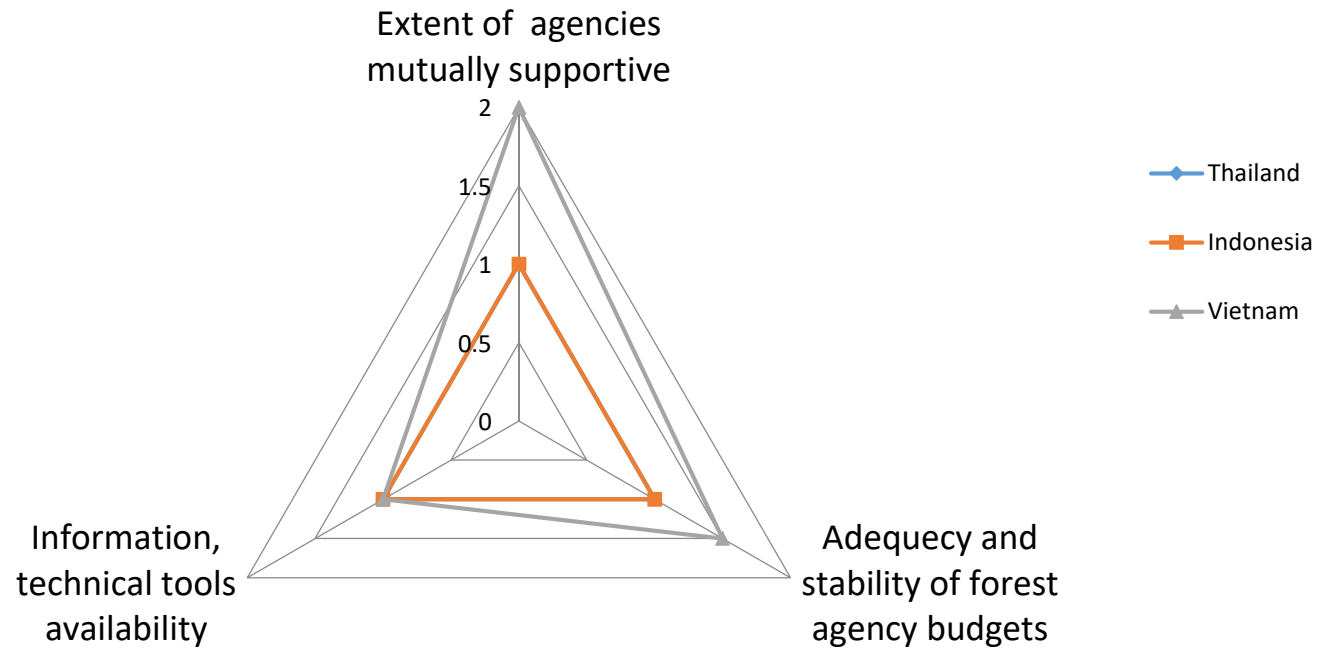 Extent of  agencies
mutually supportive
2
1.5
1
0.5
0
Thailand
Indonesia
Vietnam
Information,
technical tools
availability
Adequecy and
stability of forest
agency budgets